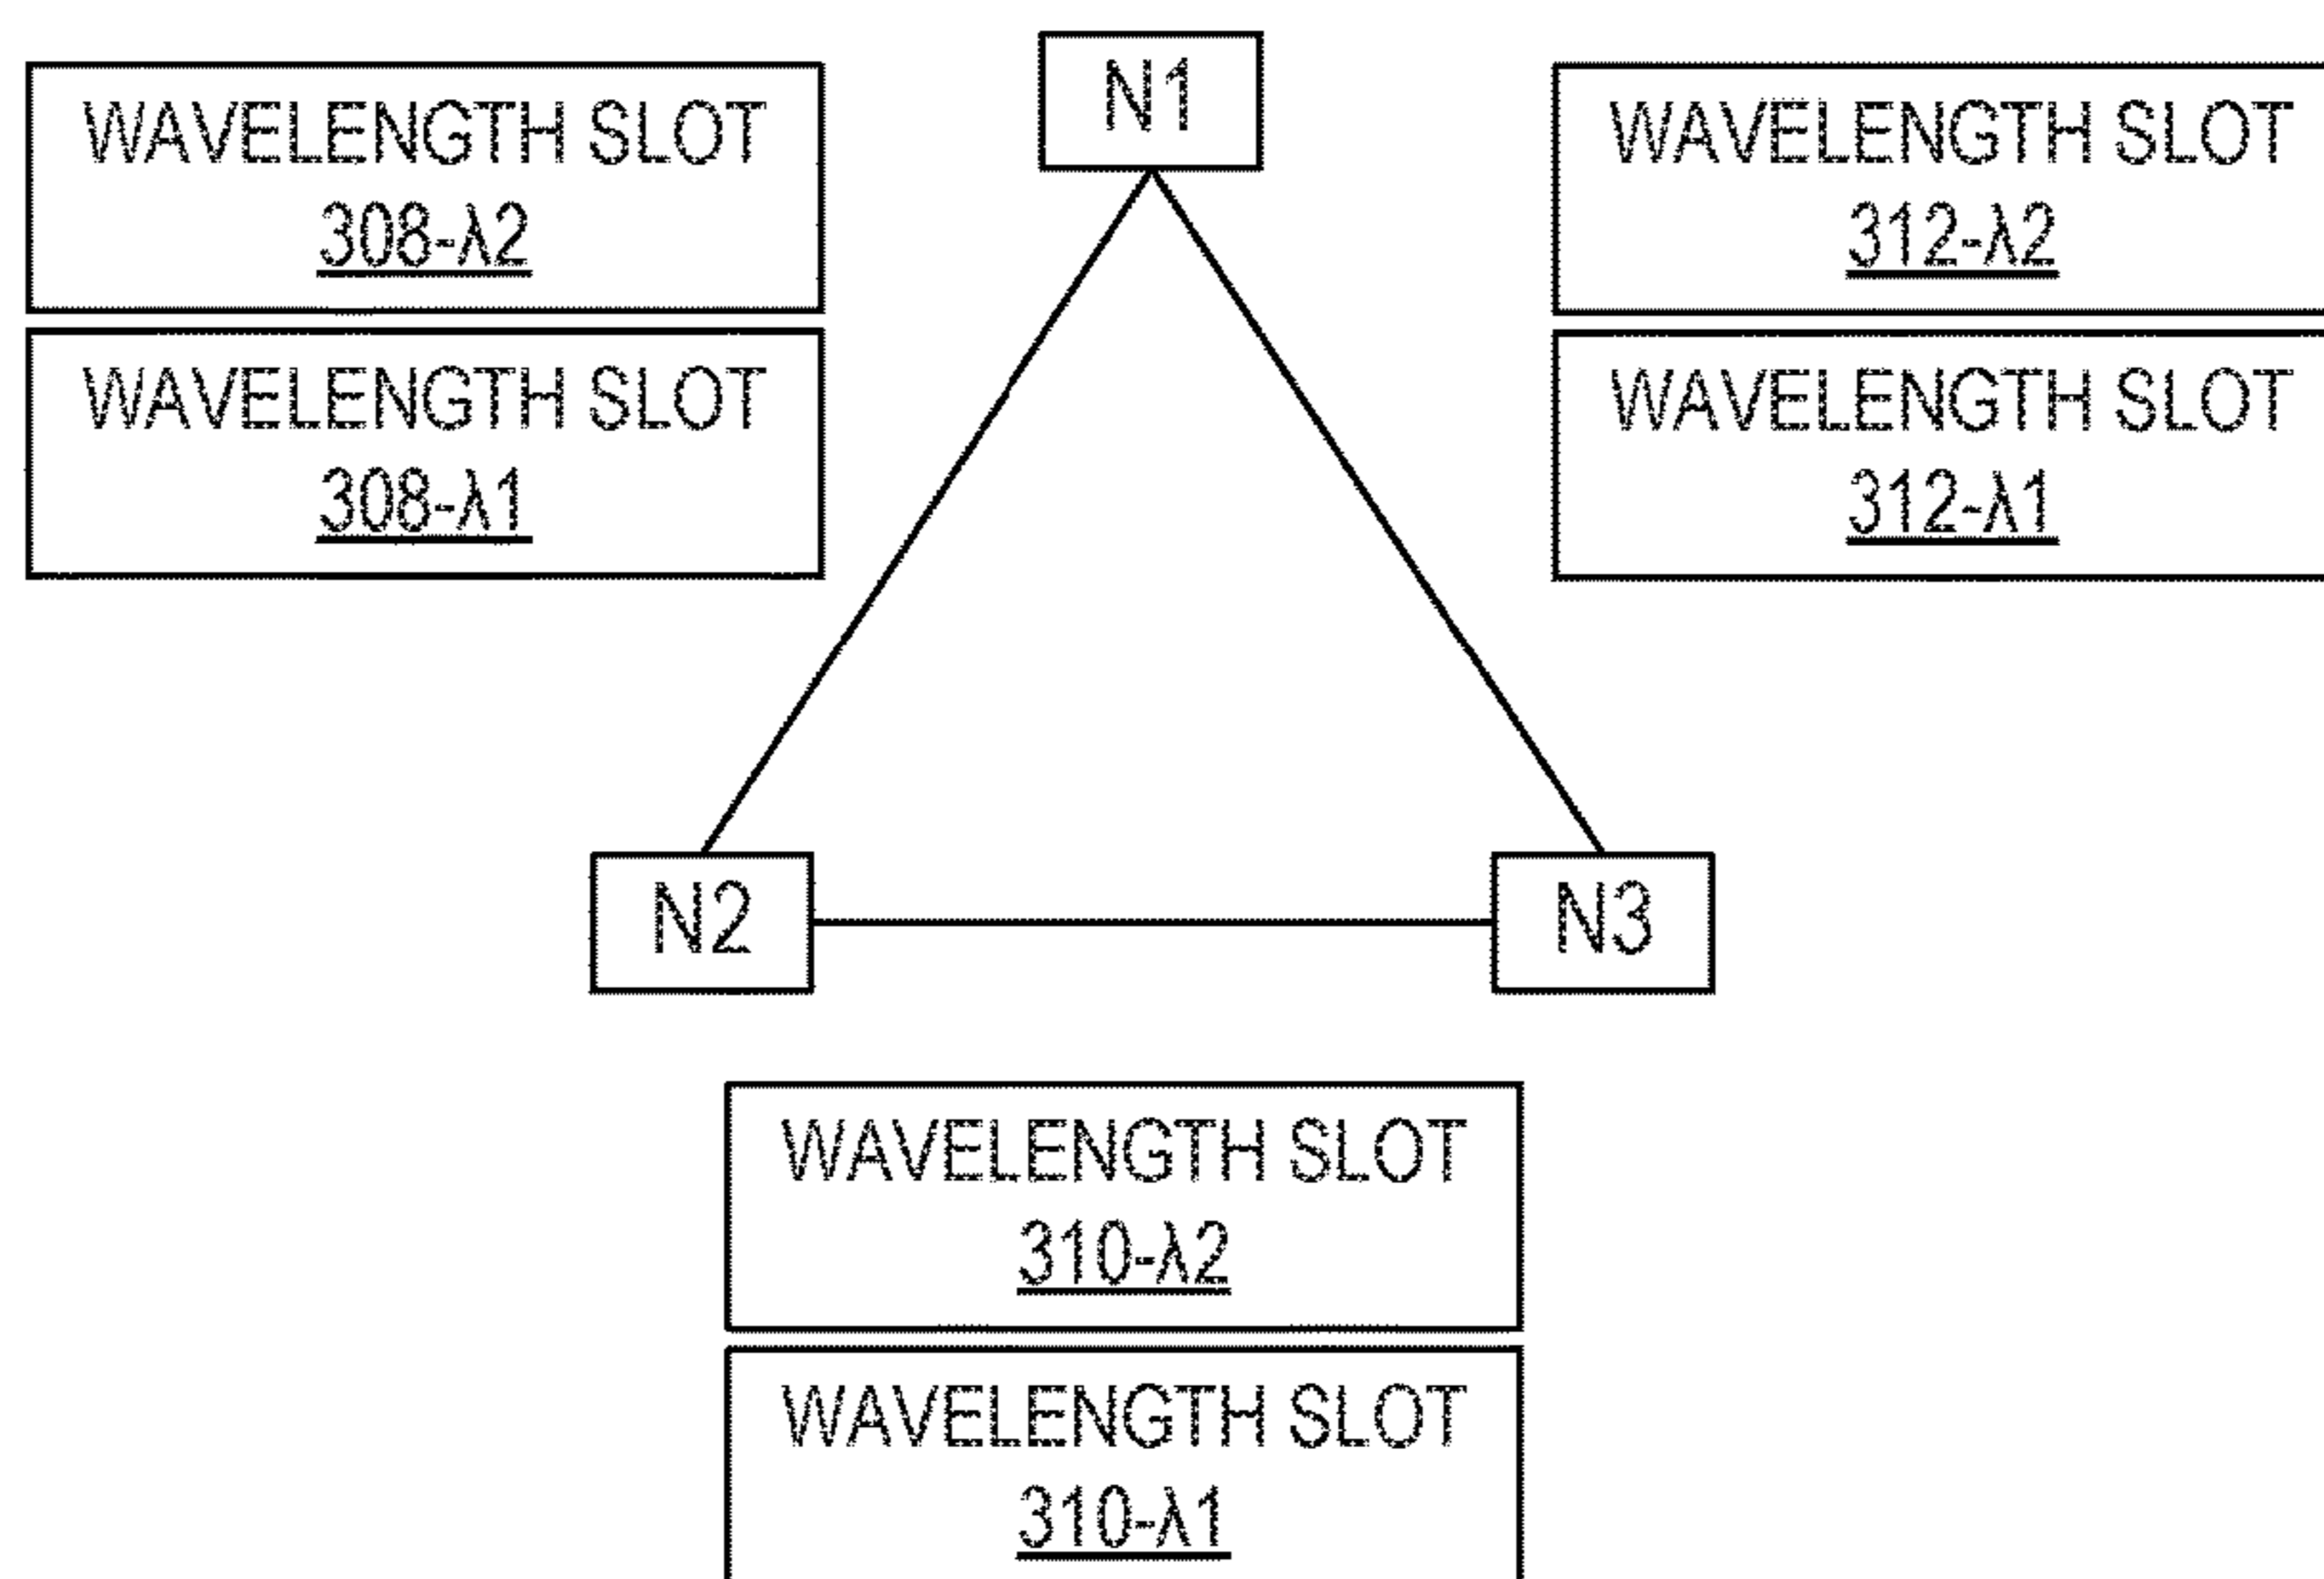 N1
WAVELENGTH SLOT
308-λ2
WAVELENGTH SLOT
308-λ1
WAVELENGTH SLOT
312-λ2
WAVELENGTH SLOT
312-λ1
N2
N3
WAVELENGTH SLOT
310-λ2
WAVELENGTH SLOT
310-λ1